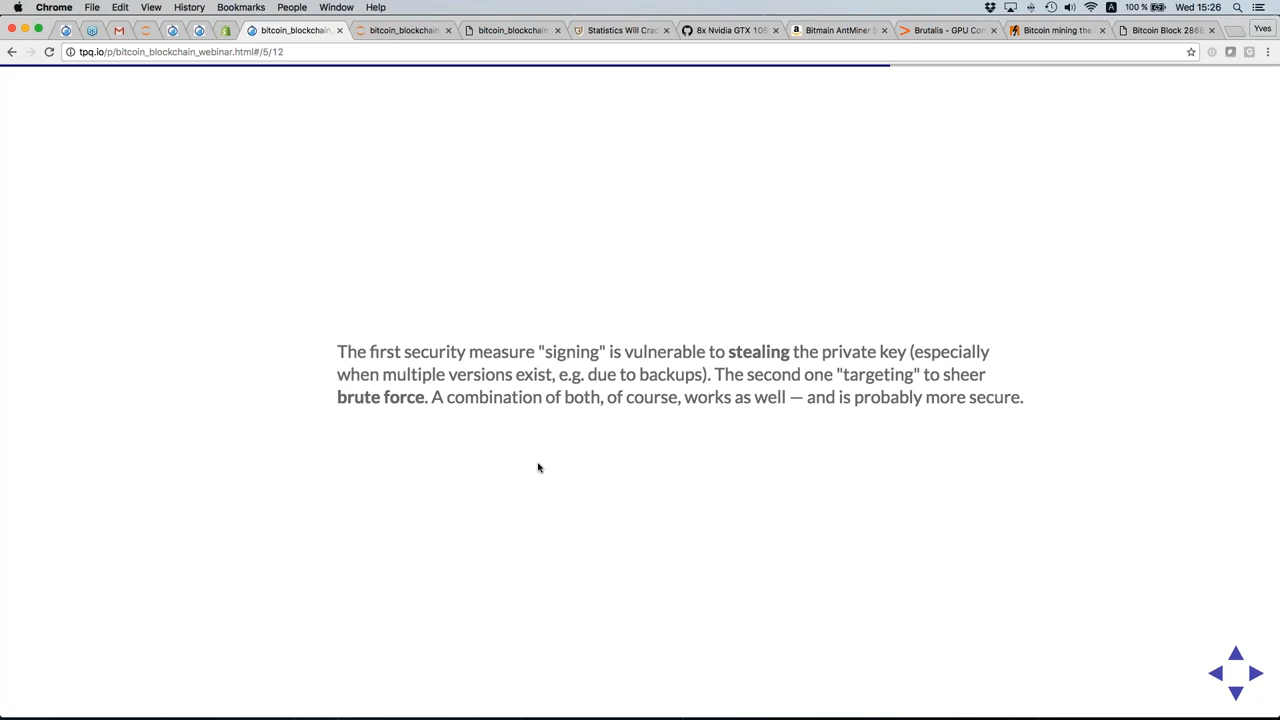 Chrome File Edit View History Bookmarks People Window Help
100 % Wed 15:26
bitcoin_blockchain_
bitcoin_blockchain
bitcoin_blockchain
Statistics Will Crac
8x Nvidia GTX 108
Bitmain AntMiner S
Brutalis - GPU Con
Bitcoin mining the
Bitcoin Block 2868
Yves
tpq.io/p/bitcoin_blockchain_webinar.html#/5/12
The first security measure "signing" is vulnerable to stealing the private key (especially
when multiple versions exist, e.g. due to backups). The second one "targeting" to sheer
brute force. A combination of both, of course, works as well — and is probably more secure.